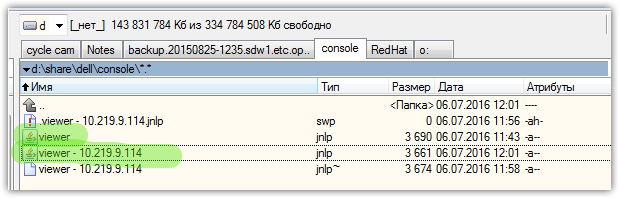 d [_нет_] 143 831 784 Кб из 334 784 508 Кб свободно
cycle cam Notes backup.20150825-1235.sdw1.etc.op.. console RedHat o:
d:\share\dell\console\*.*
Имя Тип Размер Дата Атрибуты
.. <Папка> 06.07.2016 12:01 ----
.viewer - 10.219.9.114.jnlp swp 0 06.07.2016 11:56 -ah-
viewer jnlp 3 690 06.07.2016 11:43 -a--
viewer - 10.219.9.114 jnlp 3 661 06.07.2016 12:01 -a--
viewer - 10.219.9.114 jnlp~ 3 674 06.07.2016 11:58 -a--